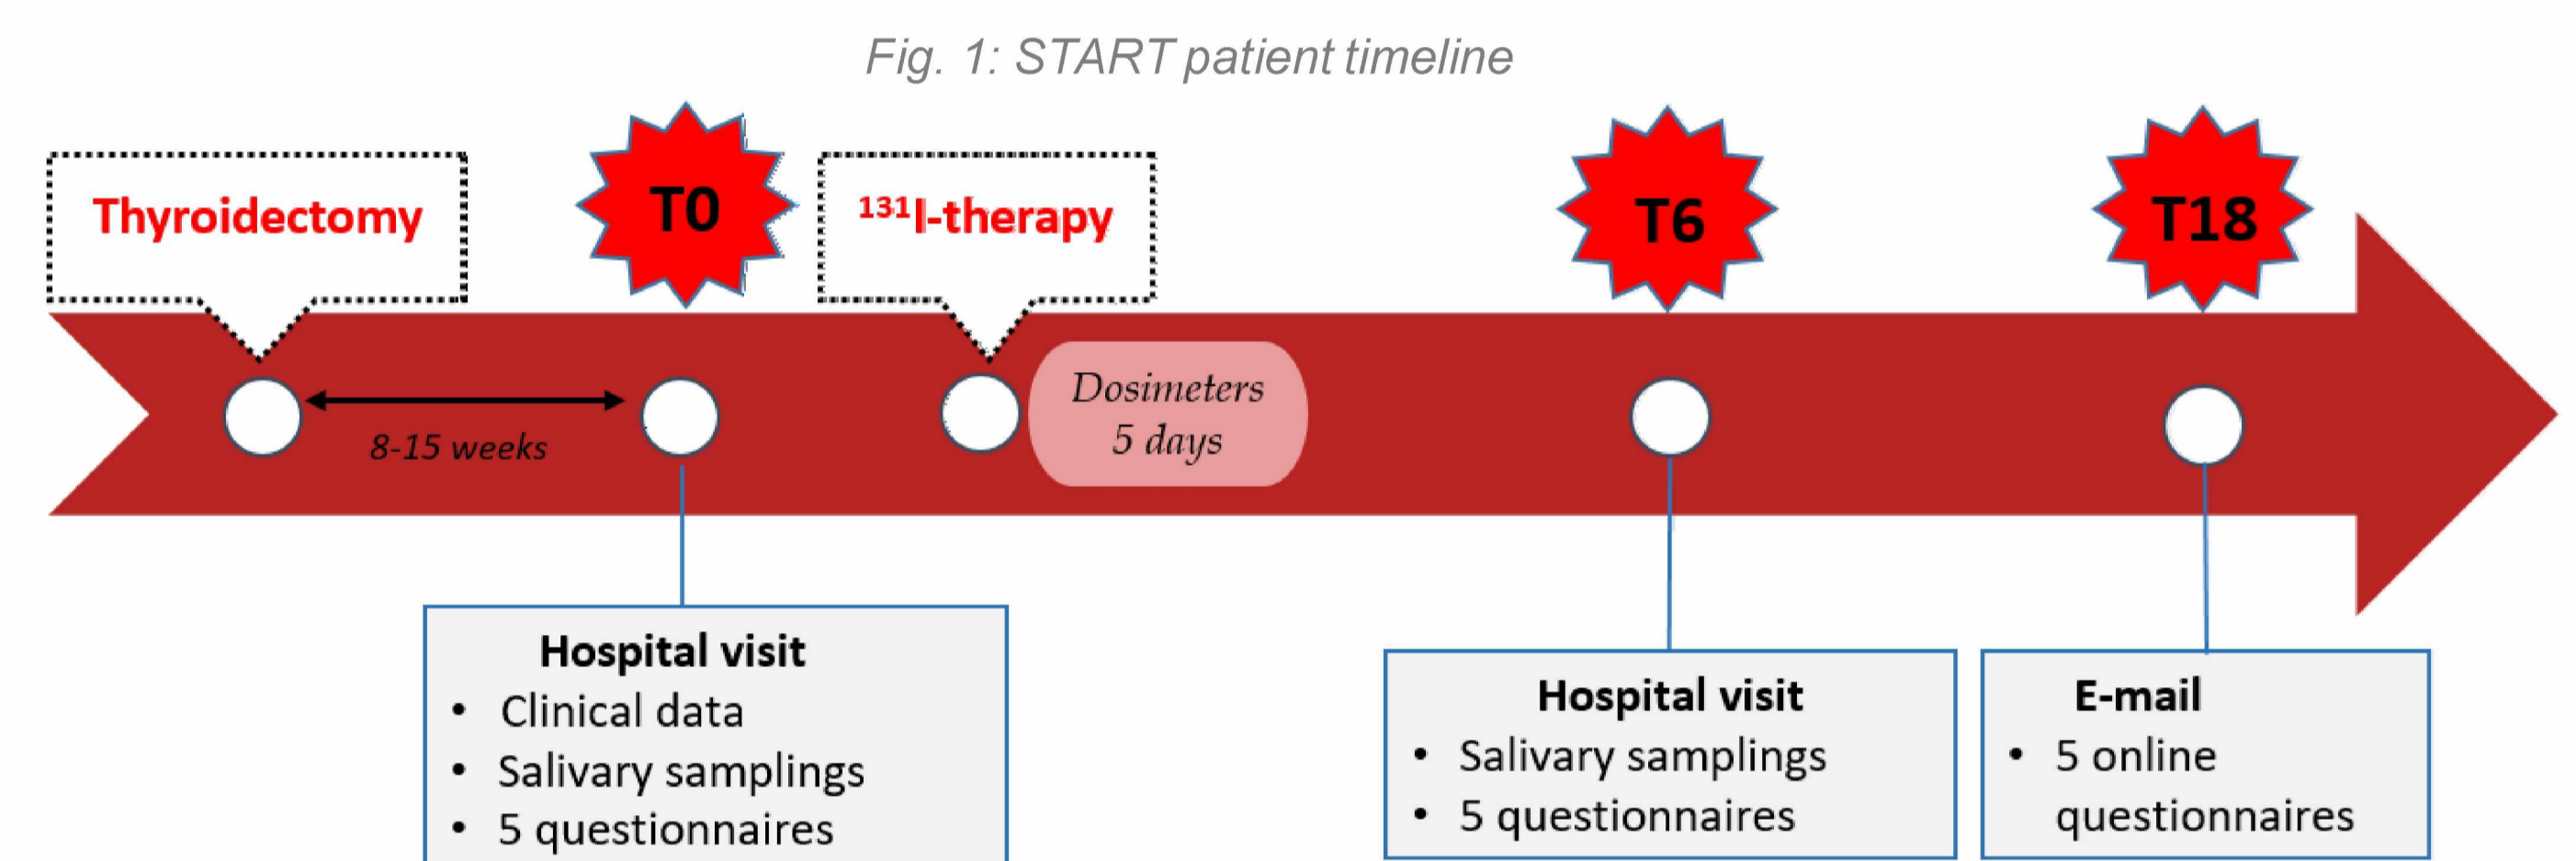 Fig. 1: START patient timeline
Thyroidectomy
T0
¹³¹I-therapy
T6
T18
8-15 weeks
Dosimeters
5 days
Hospital visit
• Clinical data
• Salivary samplings
• 5 questionnaires
Hospital visit
• Salivary samplings
• 5 questionnaires
E-mail
• 5 online
questionnaires